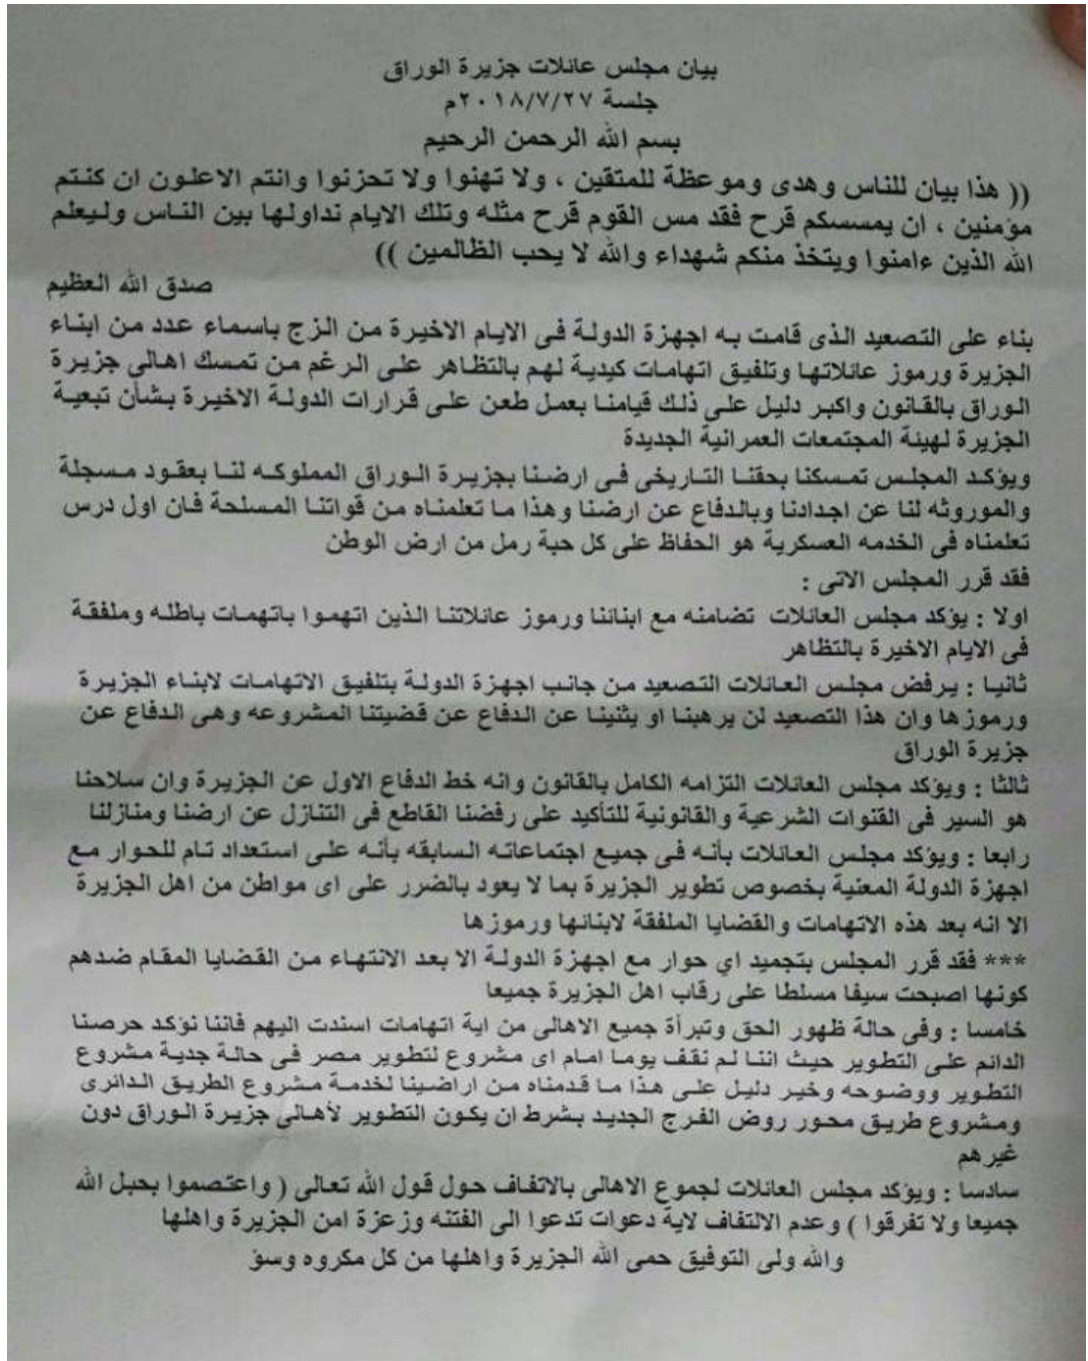 بيان مجلس عائلات جزيرة الوراق
جلسة ٢٠١٨/٧/٢٧م
بسم الله الرحمن الرحيم
(( هذا بيان للناس وهدى وموعظة للمتقين ، ولا تهنوا ولا تحزنوا وانتم الاعلون ان كنتم
مؤمنين ، ان يمسسكم قرح فقد مس القوم قرح مثله وتلك الايام نداولها بين الناس وليعلم
الله الذين ءامنوا ويتخذ منكم شهداء والله لا يحب الظالمين ))
صدق الله العظيم
بناء على التصعيد الذى قامت به اجهزة الدولة فى الايام الاخيرة من الزج باسماء عدد من ابناء
الجزيرة ورموز عائلاتها وتلفيق اتهامات كيدية لهم بالتظاهر على الرغم من تمسك اهالى جزيرة
الوراق بالقانون واكبر دليل على ذلك قيامنا بعمل طعن على قرارات الدولة الاخيرة بشأن تبعية
الجزيرة لهيئة المجتمعات العمرانية الجديدة
ويؤكد المجلس تمسكنا بحقنا التاريخى فى ارضنا بجزيرة الوراق المملوكه لنا بعقود مسجلة
والموروثه لنا عن اجدادنا وبالدفاع عن ارضنا وهذا ما تعلمناه من قواتنا المسلحة فان اول درس
تعلمناه فى الخدمه العسكرية هو الحفاظ على كل حبة رمل من ارض الوطن
فقد قرر المجلس الاتى :
اولا : يؤكد مجلس العائلات تضامنه مع ابنائنا ورموز عائلاتنا الذين اتهموا باتهمات باطله وملفقة
فى الايام الاخيرة بالتظاهر
ثانيا : يرفض مجلس العائلات التصعيد من جانب اجهزة الدولة بتلفيق الاتهامات لابناء الجزيرة
ورموزها وان هذا التصعيد لن يرهبنا او يثنينا عن الدفاع عن قضيتنا المشروعه وهى الدفاع عن
جزيرة الوراق
ثالثا : ويؤكد مجلس العائلات التزامه الكامل بالقانون وانه خط الدفاع الاول عن الجزيرة وان سلاحنا
هو السير فى القنوات الشرعية والقانونية للتأكيد على رفضنا القاطع فى التنازل عن ارضنا ومنازلنا
رابعا : ويؤكد مجلس العائلات بأنه فى جميع اجتماعاته السابقه بأنه على استعداد تام للحوار مع
اجهزة الدولة المعنية بخصوص تطوير الجزيرة بما لا يعود بالضرر على اى مواطن من اهل الجزيرة
الا انه بعد هذه الاتهامات والقضايا الملفقة لابنائها ورموزها
*** فقد قرر المجلس بتجميد اي حوار مع اجهزة الدولة الا بعد الانتهاء من القضايا المقام ضدهم
كونها اصبحت سيفا مسلطا على رقاب اهل الجزيرة جميعا
خامسا : وفى حالة ظهور الحق وتبرأة جميع الاهالى من اية اتهامات اسندت اليهم فاننا نؤكد حرصنا
الدائم على التطوير حيث اننا لم نقف يوما امام اى مشروع لتطوير مصر فى حالة جدية مشروع
التطوير ووضوحه وخير دليل على هذا ما قدمناه من اراضينا لخدمة مشروع الطريق الدائرى
ومشروع طريق محور روض الفرج الجديد بشرط ان يكون التطوير لأهالى جزيرة الوراق دون
غيرهم
سادسا : ويؤكد مجلس العائلات لجموع الاهالى بالاتفاف حول قول الله تعالى ( واعتصموا بحبل الله
جميعا ولا تفرقوا ) وعدم الالتفاف لاية دعوات تدعوا الى الفتنه وزعزة امن الجزيرة واهلها
والله ولى التوفيق حمى الله الجزيرة واهلها من كل مكروه وسؤ